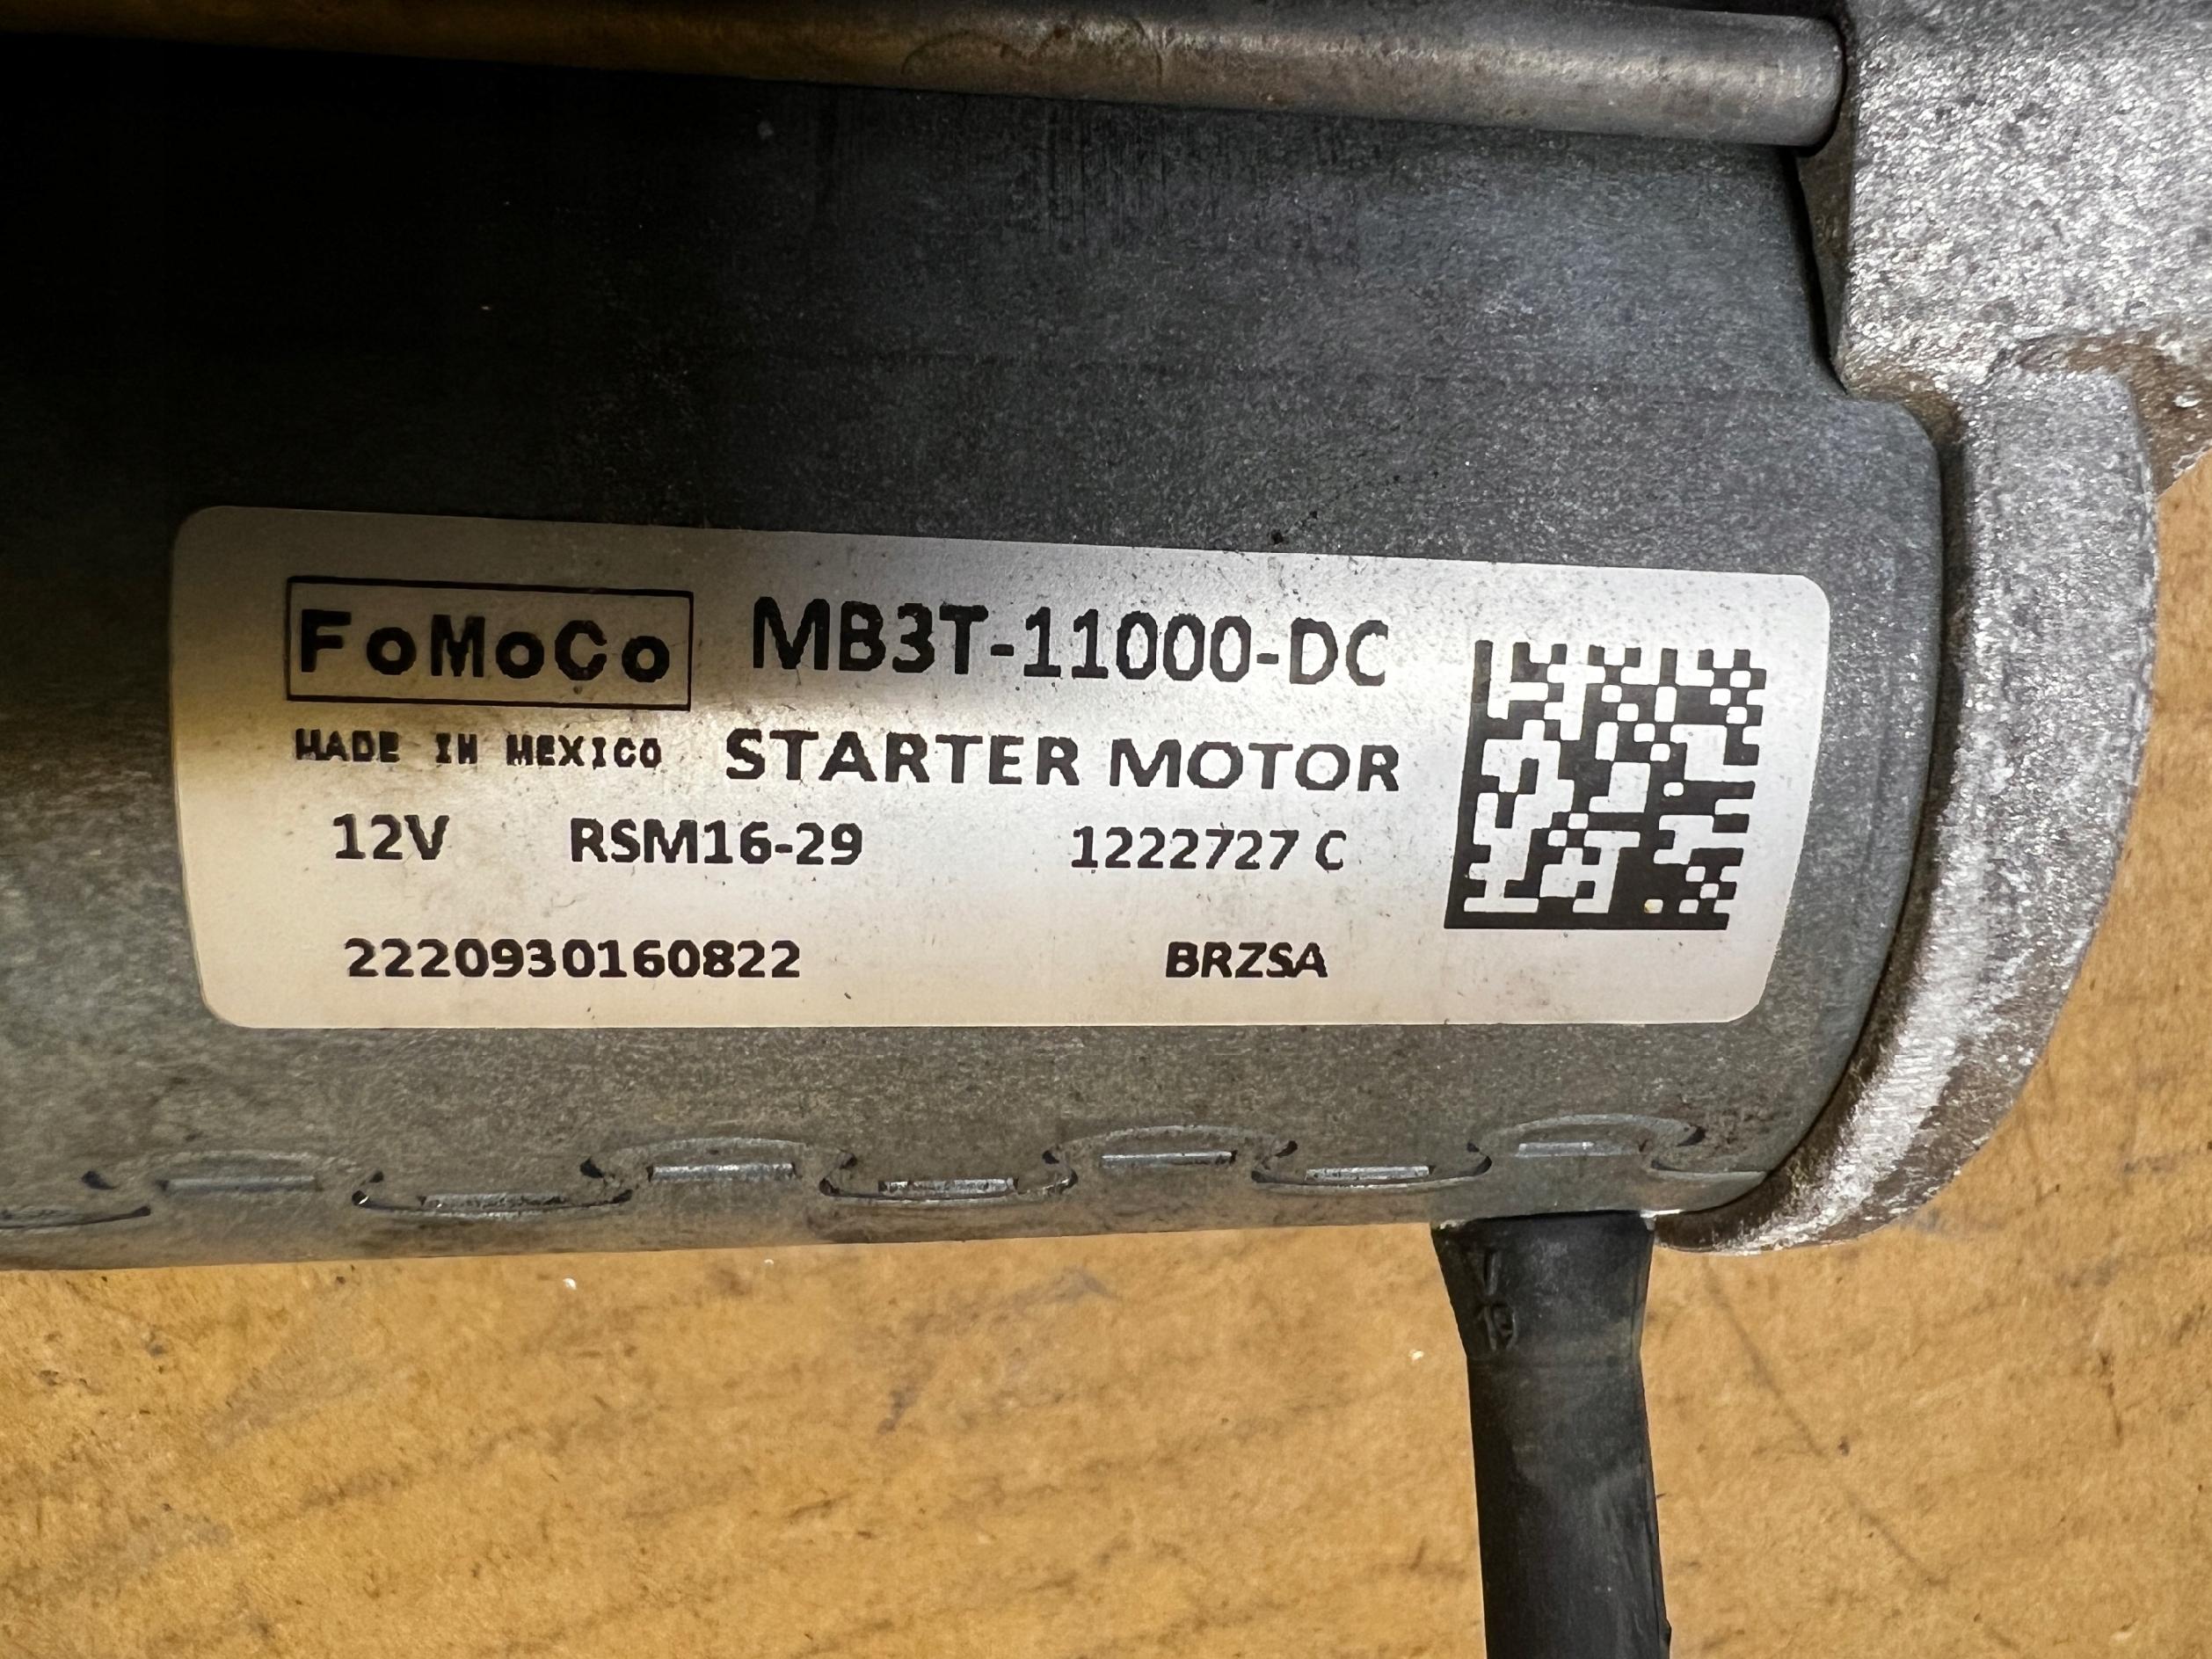 FoMoCo MB3T-11000-DC
MADE IN MEXICO STARTER MOTOR
12V RSM16-29 1222727 C
2220930160822 BRZSA